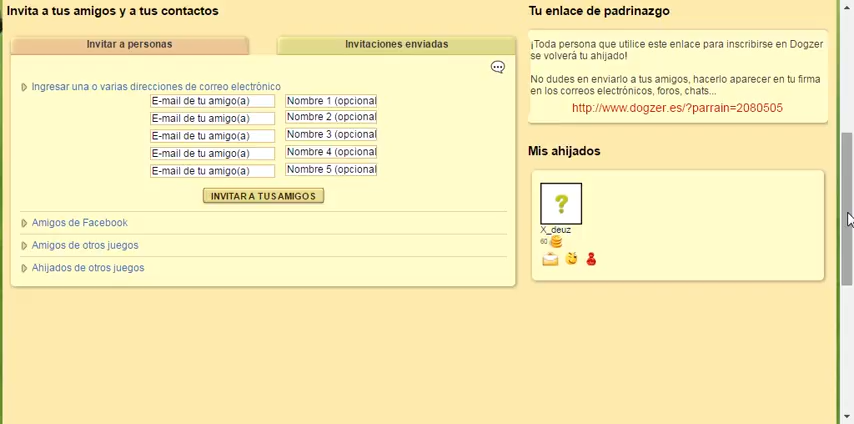 Invita a tus amigos y a tus contactos
Invitar a personas
Invitaciones enviadas
Ingresar una o varias direcciones de correo electrónico
E-mail de tu amigo(a) Nombre 1 (opcional
E-mail de tu amigo(a) Nombre 2 (opcional
E-mail de tu amigo(a) Nombre 3 (opcional
E-mail de tu amigo(a) Nombre 4 (opcional
E-mail de tu amigo(a) Nombre 5 (opcional
INVITAR A TUS AMIGOS
Amigos de Facebook
Amigos de otros juegos
Ahijados de otros juegos
Tu enlace de padrinazgo
¡Toda persona que utilice este enlace para inscribirse en Dogzer
se volverá tu ahijado!
No dudes en enviarlo a tus amigos, hacerlo aparecer en tu firma
en los correos electrónicos, foros, chats...
http://www.dogzer.es/?parrain=2080505
Mis ahijados
?
X_deuz
60